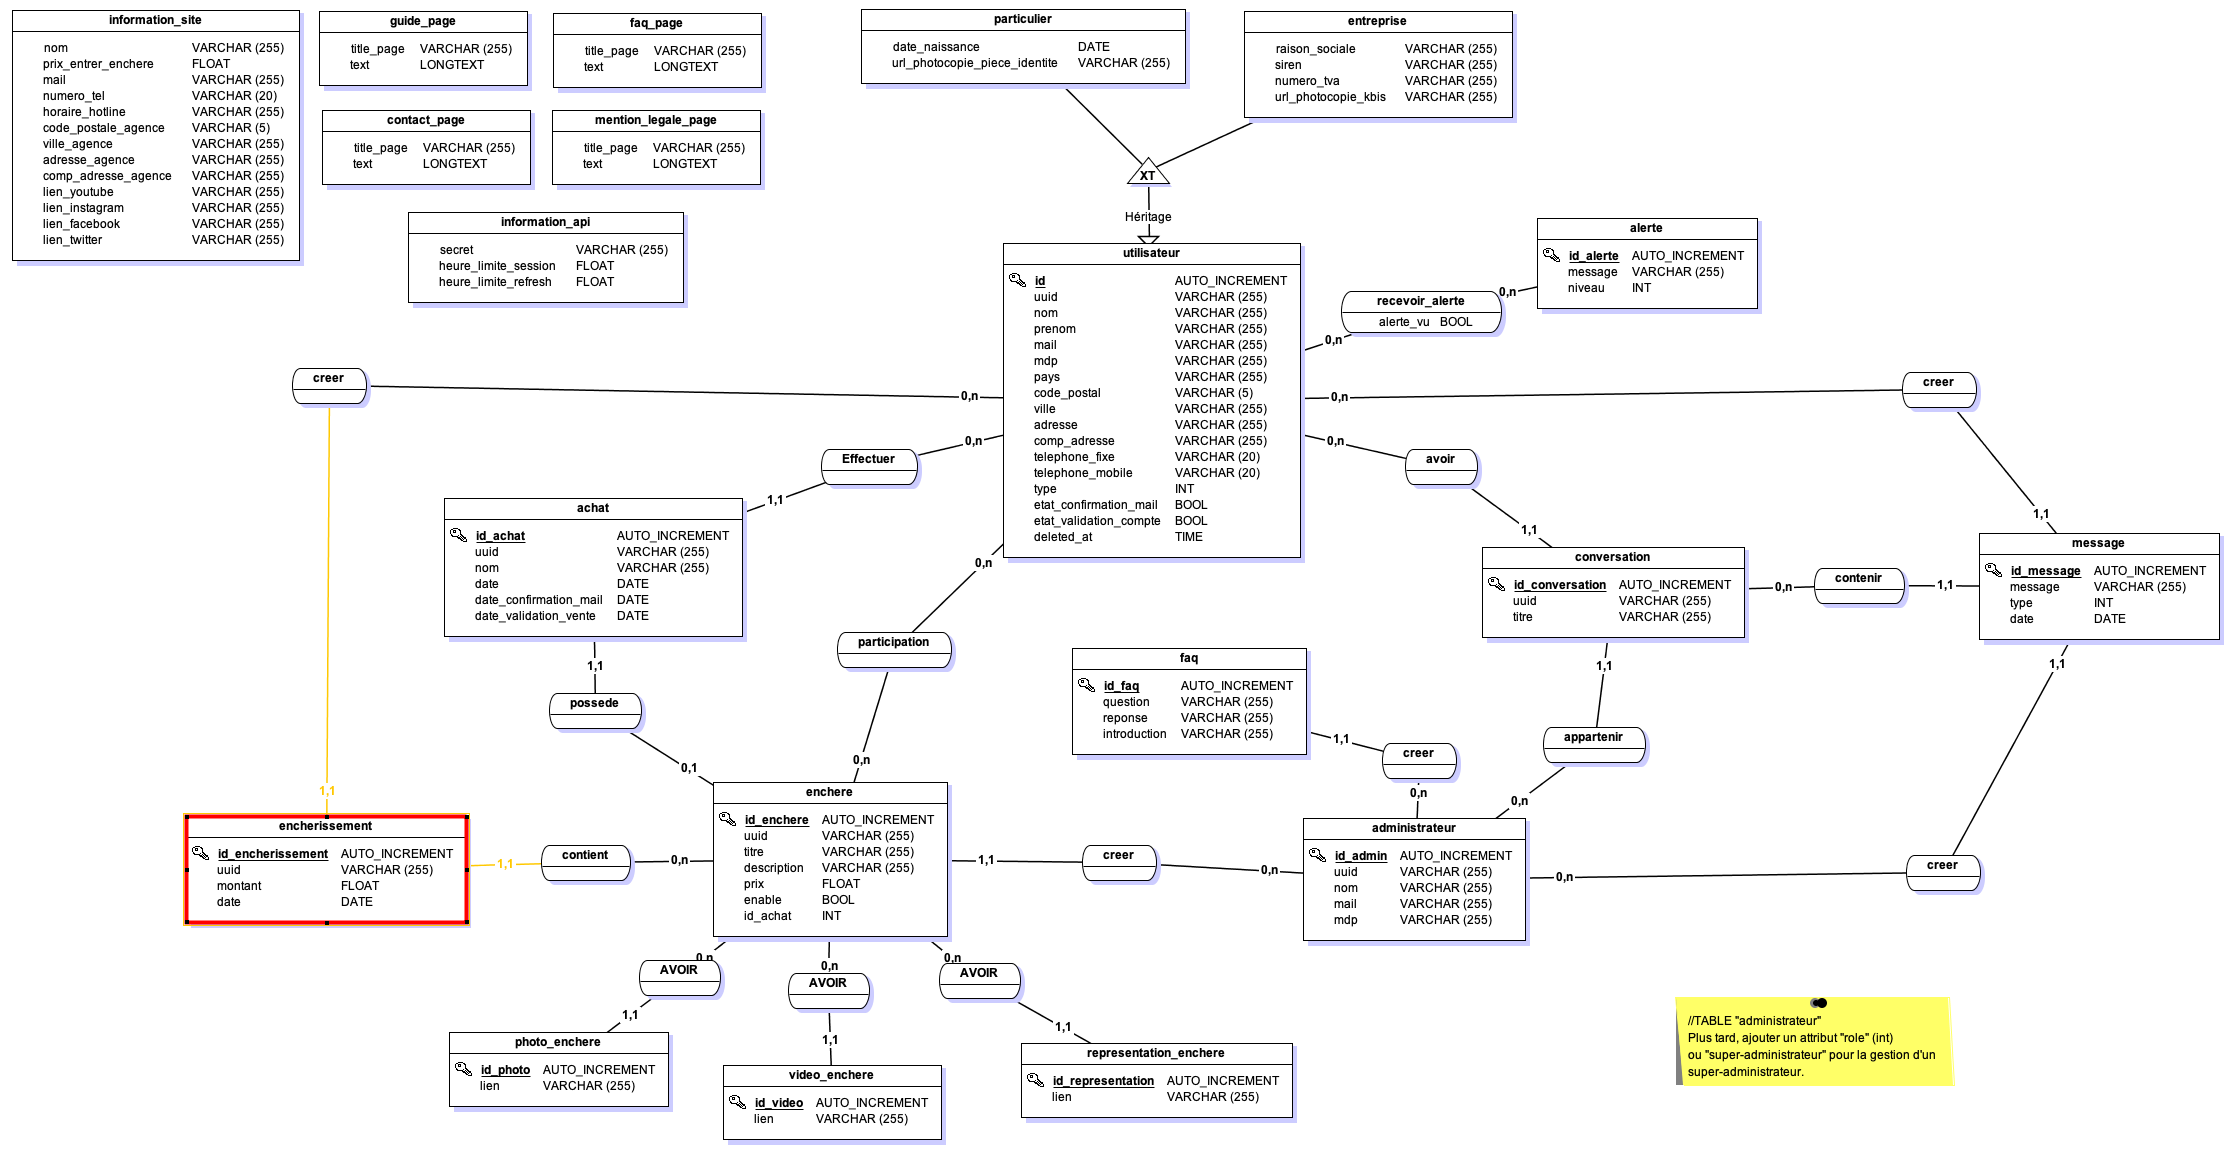 information_site
nom VARCHAR (255)
prix_entrer_enchere FLOAT
mail VARCHAR (255)
numero_tel VARCHAR (20)
horaire_hotline VARCHAR (255)
code_postale_agence VARCHAR (5)
ville_agence VARCHAR (255)
adresse_agence VARCHAR (255)
comp_adresse_agence VARCHAR (255)
lien_youtube VARCHAR (255)
lien_instagram VARCHAR (255)
lien_facebook VARCHAR (255)
lien_twitter VARCHAR (255)
guide_page
title_page VARCHAR (255)
text LONGTEXT
faq_page
title_page VARCHAR (255)
text LONGTEXT
contact_page
title_page VARCHAR (255)
text LONGTEXT
mention_legale_page
title_page VARCHAR (255)
text LONGTEXT
information_api
secret VARCHAR (255)
heure_limite_session FLOAT
heure_limite_refresh FLOAT
particulier
date_naissance DATE
url_photocopie_piece_identite VARCHAR (255)
entreprise
raison_sociale VARCHAR (255)
siren VARCHAR (255)
numero_tva VARCHAR (255)
url_photocopie_kbis VARCHAR (255)
XT
Héritage
utilisateur
id AUTO_INCREMENT
uuid VARCHAR (255)
nom VARCHAR (255)
prenom VARCHAR (255)
mail VARCHAR (255)
mdp VARCHAR (255)
pays VARCHAR (255)
code_postal VARCHAR (5)
ville VARCHAR (255)
adresse VARCHAR (255)
comp_adresse VARCHAR (255)
telephone_fixe VARCHAR (20)
telephone_mobile VARCHAR (20)
type INT
etat_confirmation_mail BOOL
etat_validation_compte BOOL
deleted_at TIME
alerte
id_alerte AUTO_INCREMENT
message VARCHAR (255)
niveau INT
0,n
recevoir_alerte
alerte_vu BOOL
0,n
creer
0,n
1,1
0,n
creer
1,1
Effectuer
0,n
1,1
0,n
avoir
1,1
achat
id_achat AUTO_INCREMENT
uuid VARCHAR (255)
nom VARCHAR (255)
date DATE
date_confirmation_mail DATE
date_validation_vente DATE
1,1
possede
0,1
0,n
participation
0,n
conversation
id_conversation AUTO_INCREMENT
uuid VARCHAR (255)
titre VARCHAR (255)
0,n
contenir
1,1
message
id_message AUTO_INCREMENT
message VARCHAR (255)
type INT
date DATE
1,1
1,1
appartenir
0,n
faq
id_faq AUTO_INCREMENT
question VARCHAR (255)
reponse VARCHAR (255)
introduction VARCHAR (255)
1,1
creer
0,n
encherissement
id_encherissement AUTO_INCREMENT
uuid VARCHAR (255)
montant FLOAT
date DATE
1,1
contient
0,n
enchere
id_enchere AUTO_INCREMENT
uuid VARCHAR (255)
titre VARCHAR (255)
description VARCHAR (255)
prix FLOAT
enable BOOL
id_achat INT
1,1
creer
0,n
administrateur
id_admin AUTO_INCREMENT
uuid VARCHAR (255)
nom VARCHAR (255)
mail VARCHAR (255)
mdp VARCHAR (255)
0,n
creer
0,n
AVOIR
1,1
0,n
AVOIR
1,1
0,n
AVOIR
1,1
photo_enchere
id_photo AUTO_INCREMENT
lien VARCHAR (255)
video_enchere
id_video AUTO_INCREMENT
lien VARCHAR (255)
representation_enchere
id_representation AUTO_INCREMENT
lien VARCHAR (255)
//TABLE "administrateur"
Plus tard, ajouter un attribut "role" (int)
ou "super-administrateur" pour la gestion d'un
super-administrateur.